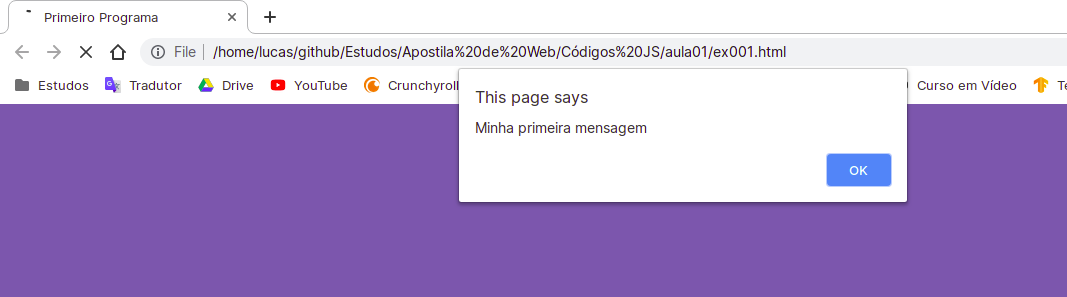 Primeiro Programa
File /home/lucas/github/Estudos/Apostila%20de%20Web/Códigos%20JS/aula01/ex001.html
Estudos Tradutor Drive YouTube Crunchyroll Curso em Vídeo
This page says
Minha primeira mensagem
OK